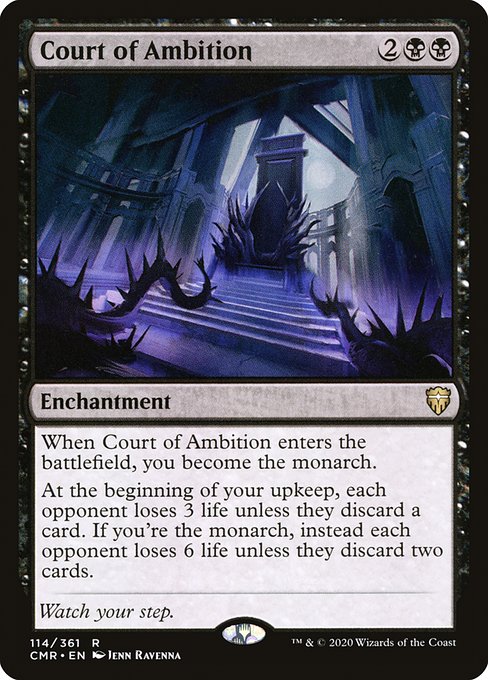 Court of Ambition 2
Enchantment
When Court of Ambition enters the
battlefield, you become the monarch.
At the beginning of your upkeep, each
opponent loses 3 life unless they discard a
card. If you're the monarch, instead each
opponent loses 6 life unless they discard two
cards.
Watch your step.
114/361 R
CMR • EN Jenn Ravenna
™ & © 2020 Wizards of the Coast